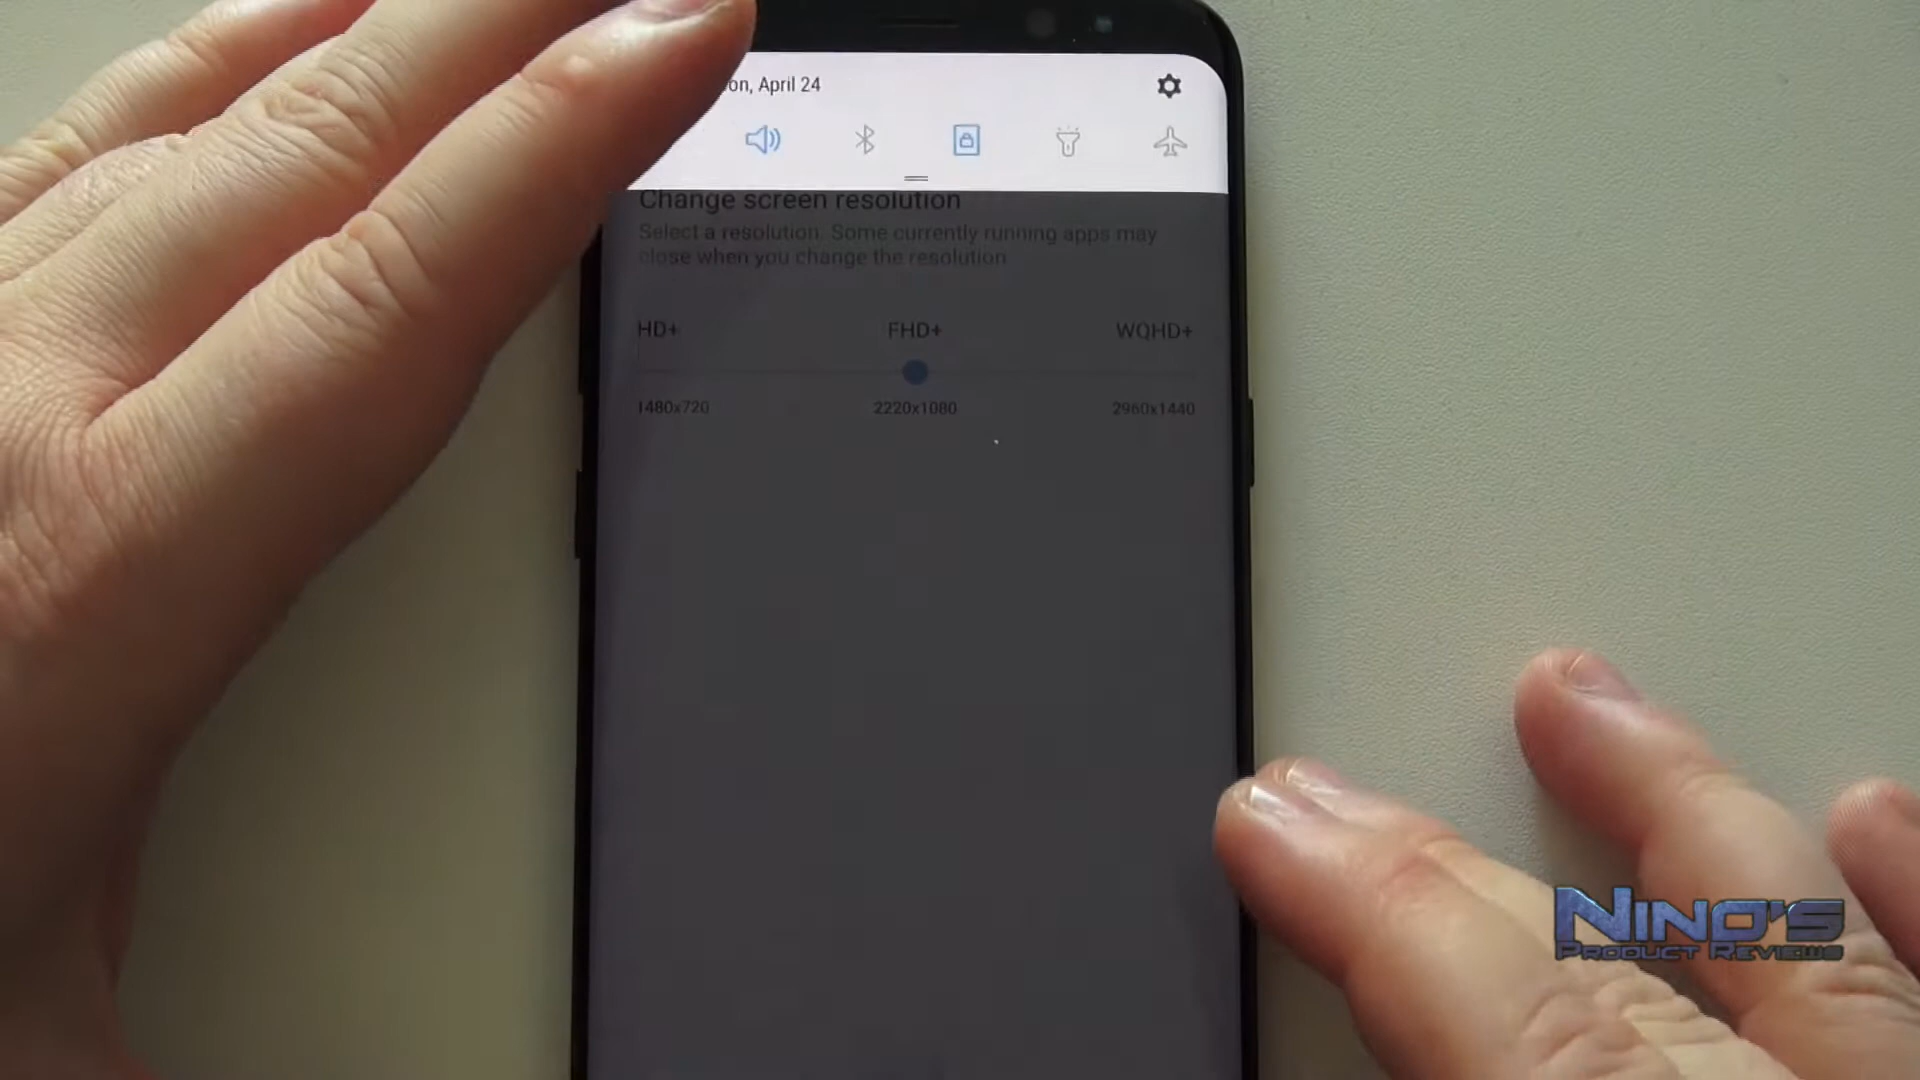 on, April 24
Change screen resolution
Select a resolution. Some currently running apps may
close when you change the resolution
HD+ FHD+ WQHD+
1480x720 2220x1080 2960x1440
NINO'S
PRODUCT REVIEWS